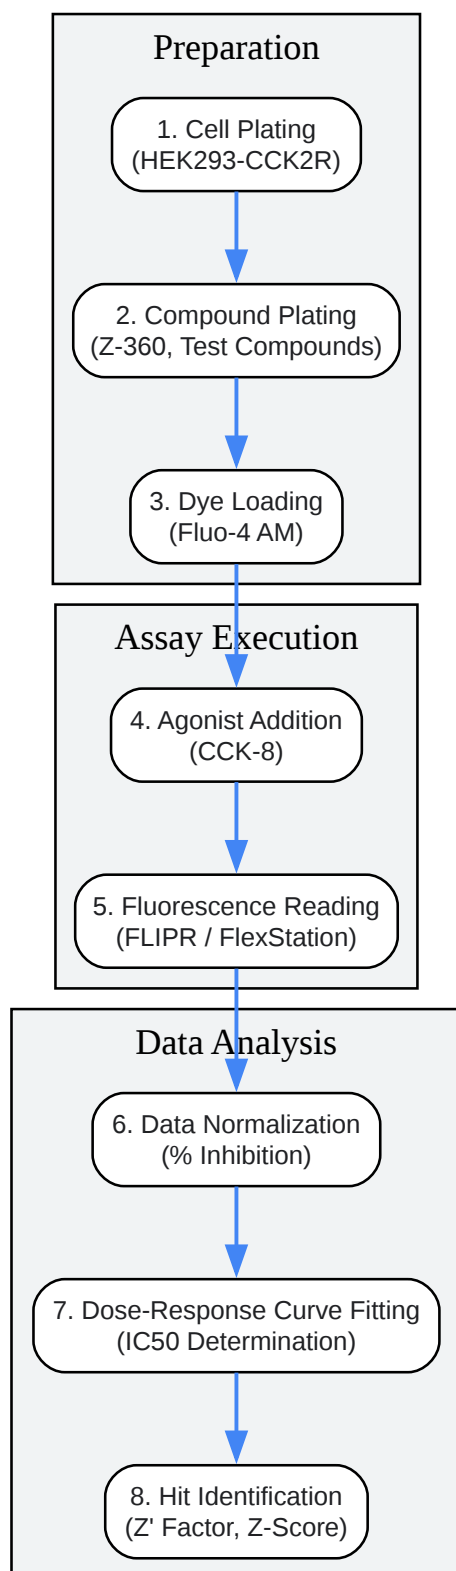 Preparation
1. Cell Plating
(HEK293-CCK2R)
2. Compound Plating
(Z-360, Test Compounds)
3. Dye Loading
(Fluo-4 AM)
Assay Execution
4. Agonist Addition
(CCK-8)
5. Fluorescence Reading
(FLIPR / FlexStation)
Data Analysis
6. Data Normalization
(% Inhibition)
7. Dose-Response Curve Fitting
(IC50 Determination)
8. Hit Identification
(Z' Factor, Z-Score)